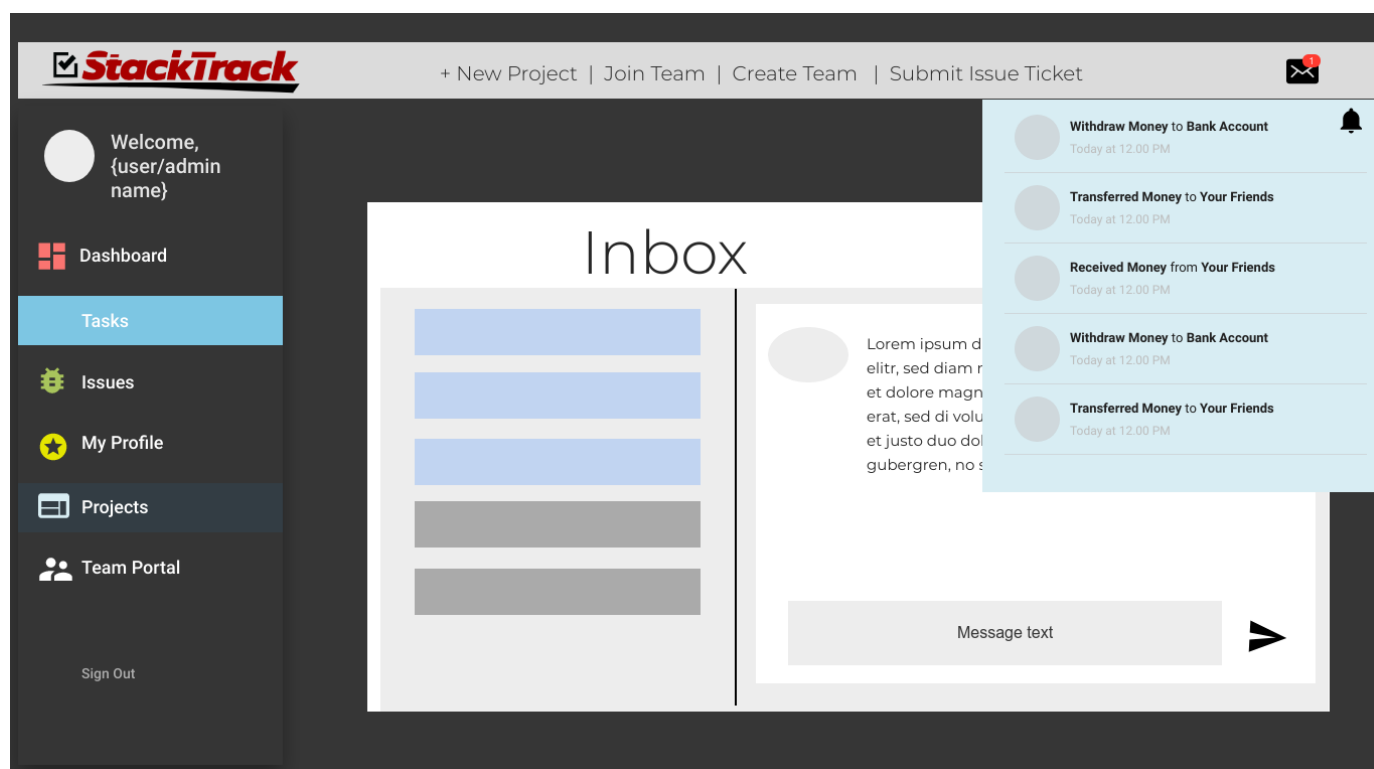 StackTrack
+ New Project | Join Team | Create Team | Submit Issue Ticket
1
Welcome,
{user/admin
name}
Dashboard
Tasks
Issues
My Profile
Projects
Team Portal
Sign Out
Inbox
Lorem ipsum d
elitr, sed diam
et dolore magn
erat, sed di volu
et justo duo dol
gubergren, no s
Message text
Withdraw Money to Bank Account
Today at 12.00 PM
Transferred Money to Your Friends
Today at 12.00 PM
Received Money from Your Friends
Today at 12.00 PM
Withdraw Money to Bank Account
Today at 12.00 PM
Transferred Money to Your Friends
Today at 12.00 PM